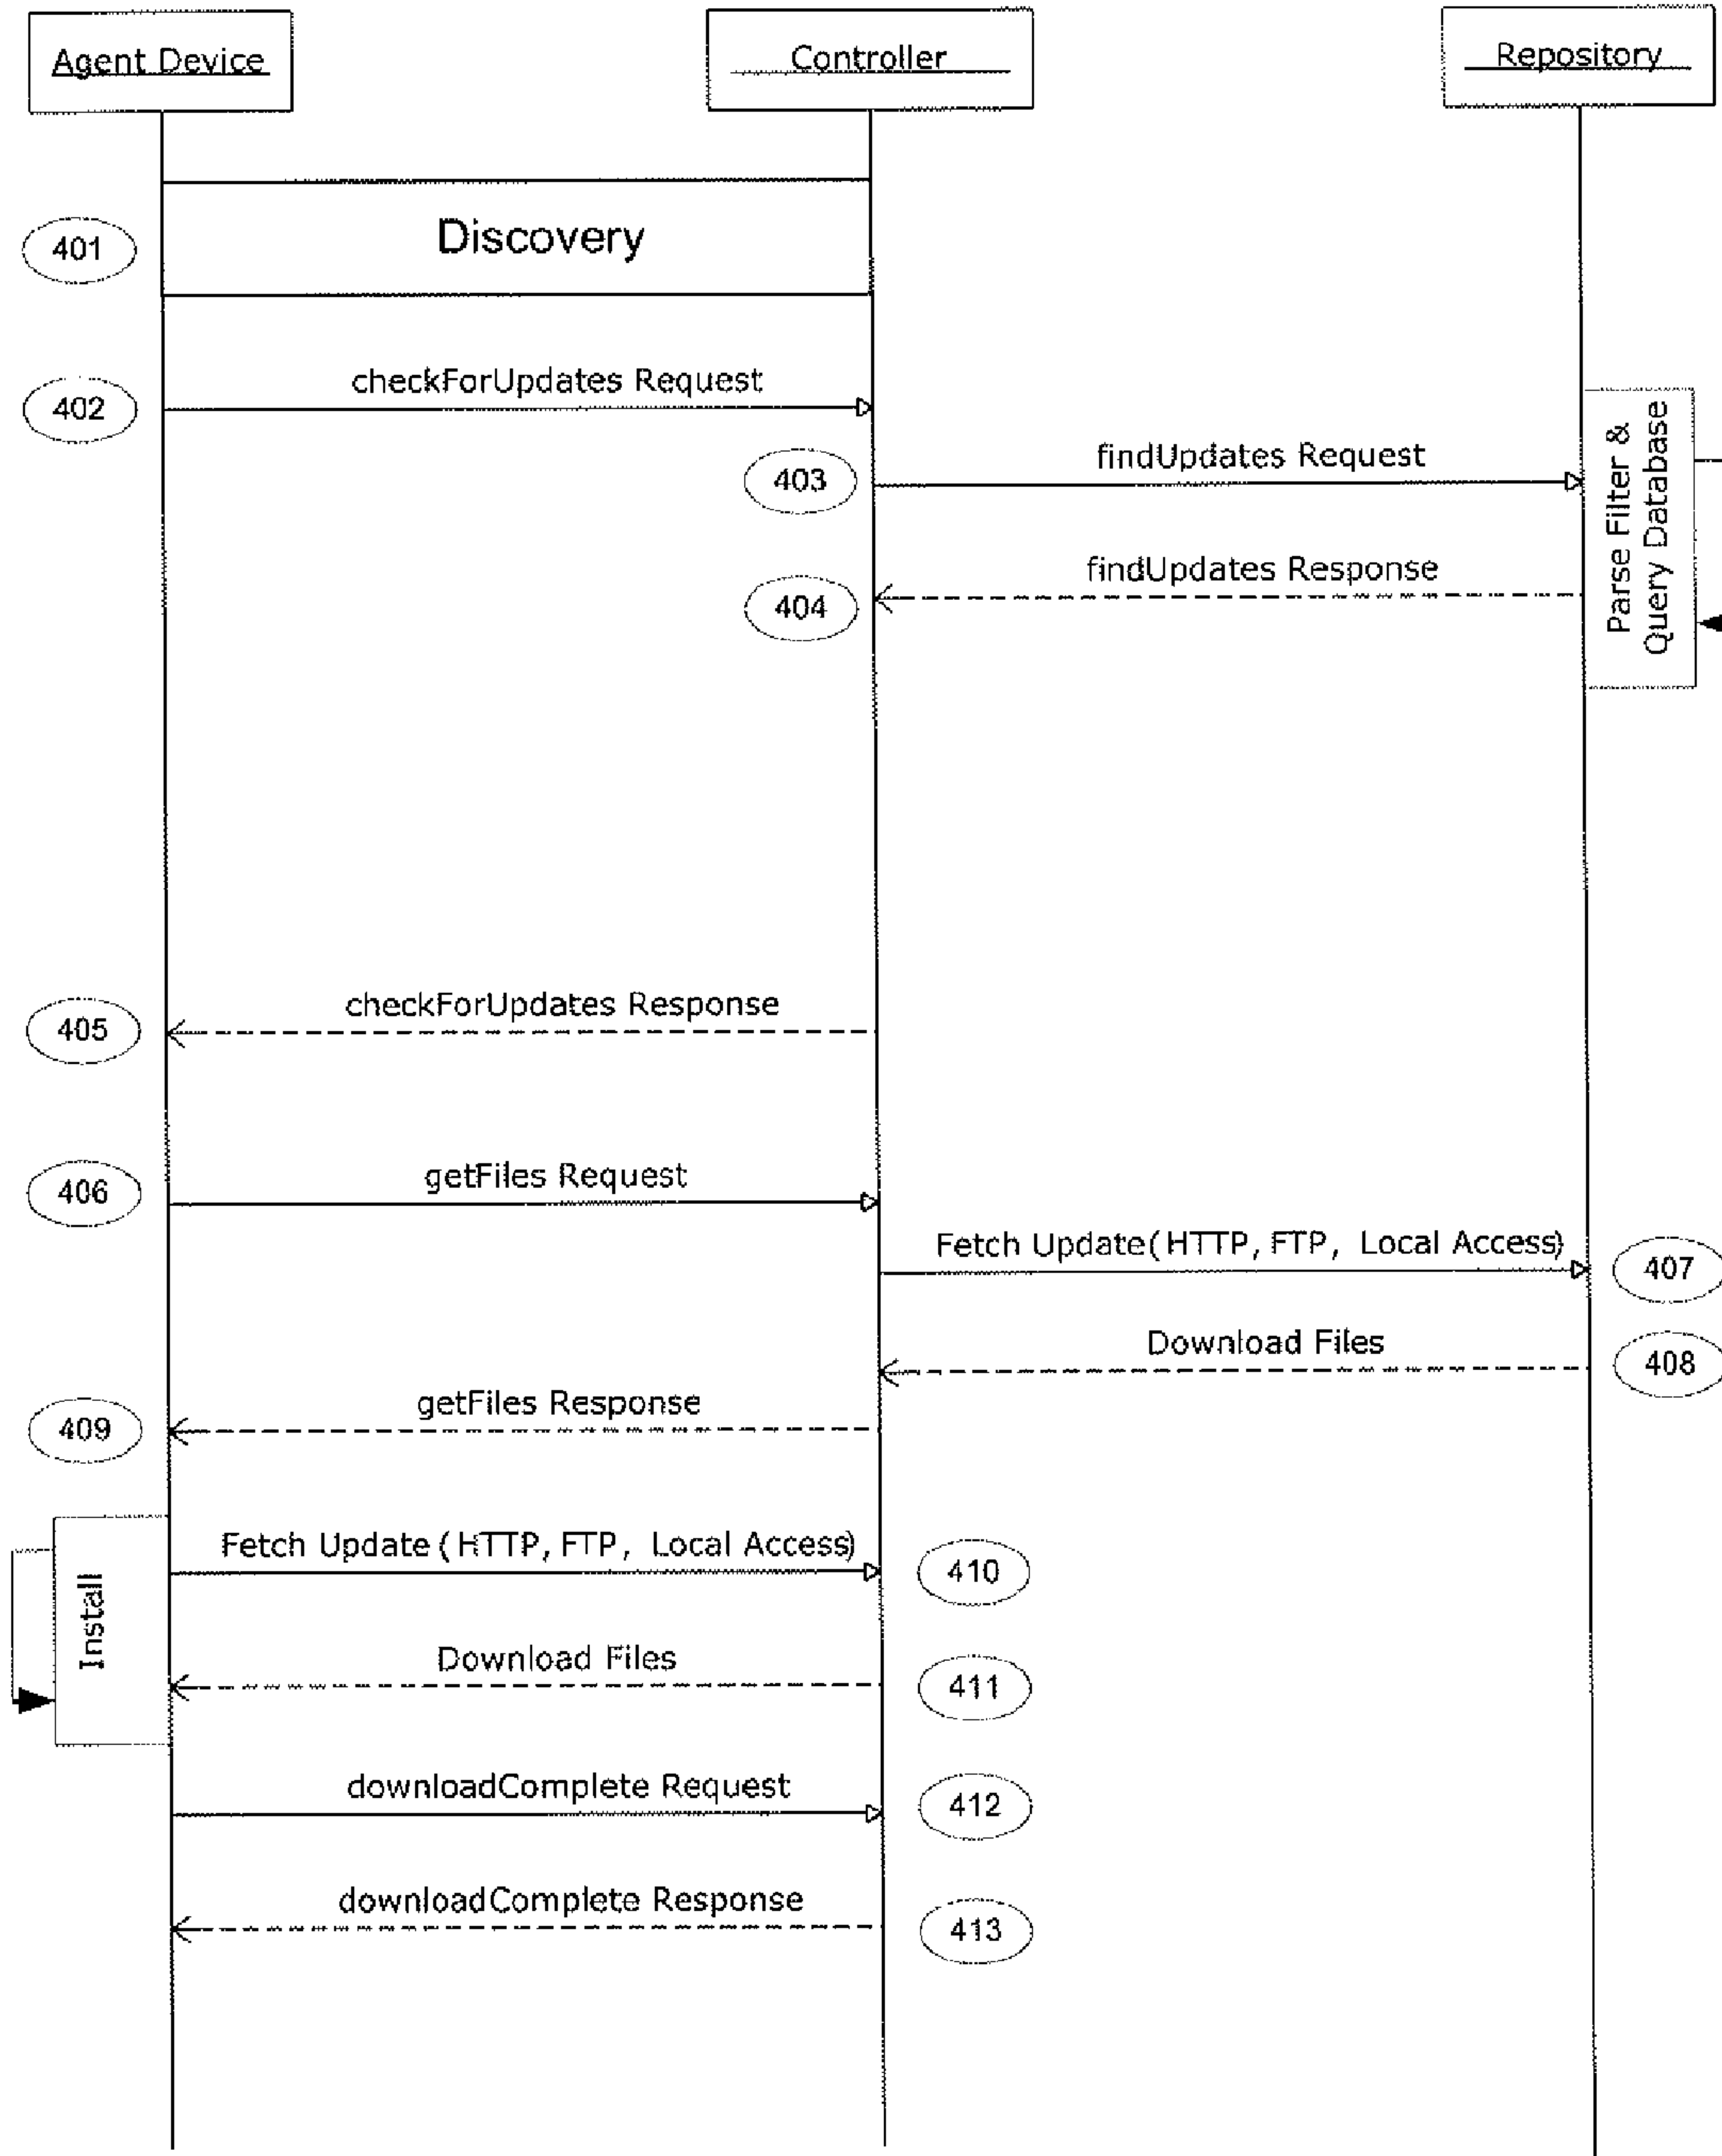 Agent Device
Controller
Repository
401
Discovery
402
checkForUpdates Request
403
findUpdates Request
Parse Filter &
Query Database
404
findUpdates Response
405
checkForUpdates Response
406
getFiles Request
Fetch Update(HTTP, FTP, Local Access)
407
Download Files
408
409
getFiles Response
Install
Fetch Update (HTTP, FTP, Local Access)
410
Download Files
411
downloadComplete Request
412
downloadComplete Response
413